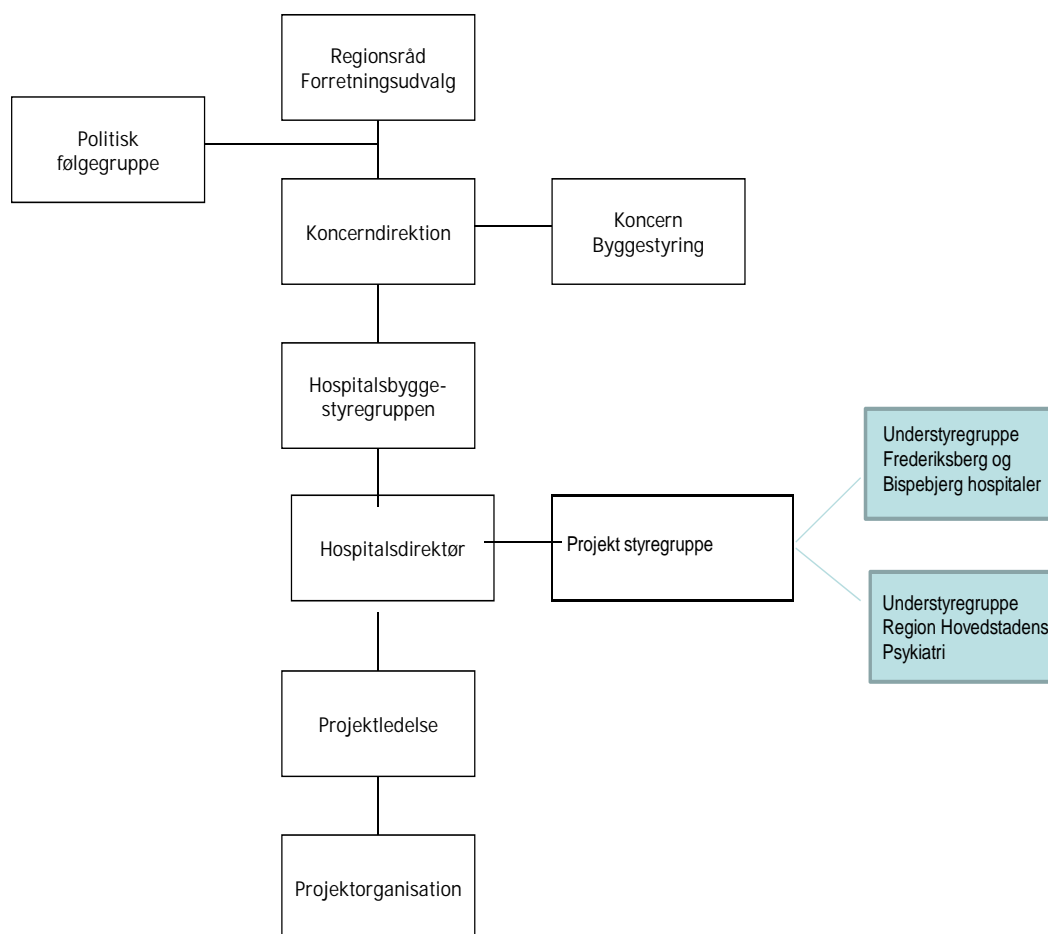 Regionsråd
Forretningsudvalg
Politisk
følgegruppe
Koncerndirektion
Koncern
Byggestyring
Hospitalsbygge-
styregruppen
Understyregruppe
Frederiksberg og
Bispebjerg hospitaler
Hospitalsdirektør
Projekt styregruppe
Understyregruppe
Region Hovedstadens
Psykiatri
Projektledelse
Projektorganisation